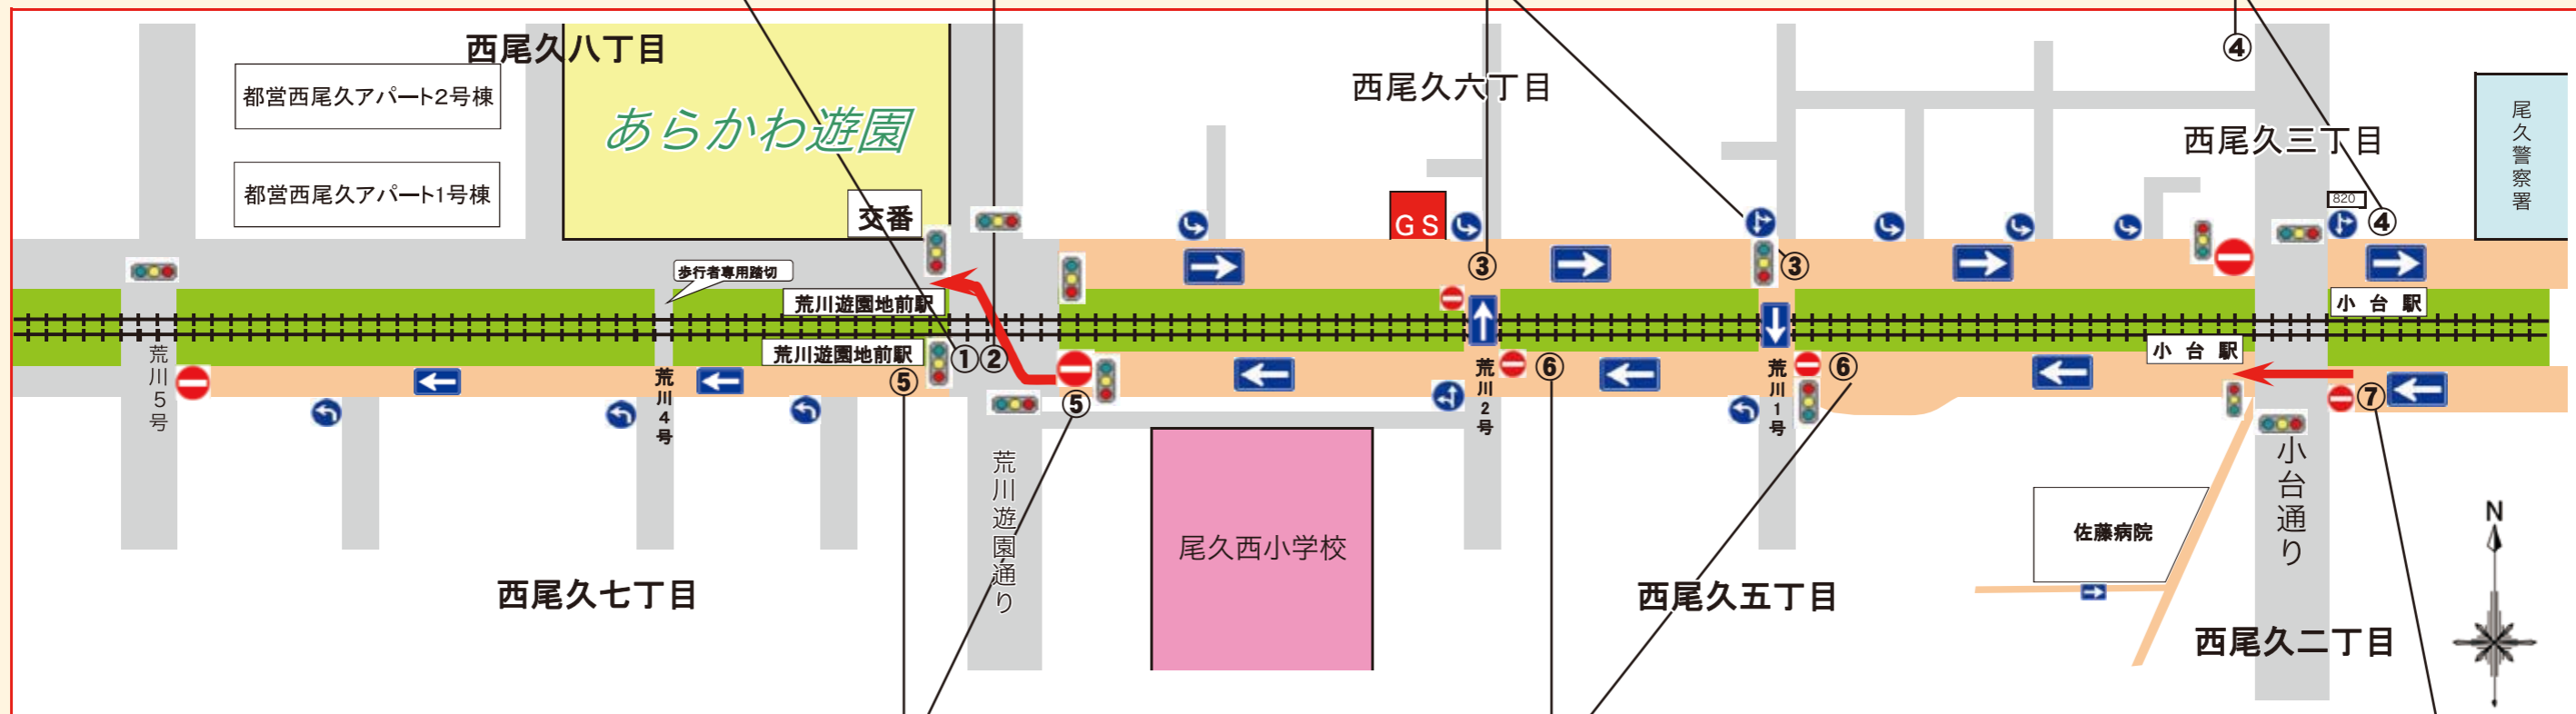 西尾久八丁目
④
西尾久六丁目
都営西尾久アパート2号棟
あらかわ遊園
西尾久三丁目
尾久警察署
都営西尾久アパート1号棟
交番
GS
820
④
歩行者専用踏切
③
③
荒川遊園地前駅
小台駅
荒川遊園地前駅
①②
小台駅
荒川5号
荒川4号
⑤
⑤
荒川2号
⑥
荒川1号
⑥
⑦
荒川遊園通り
尾久西小学校
小台通り
佐藤病院
N
西尾久七丁目
西尾久五丁目
西尾久二丁目